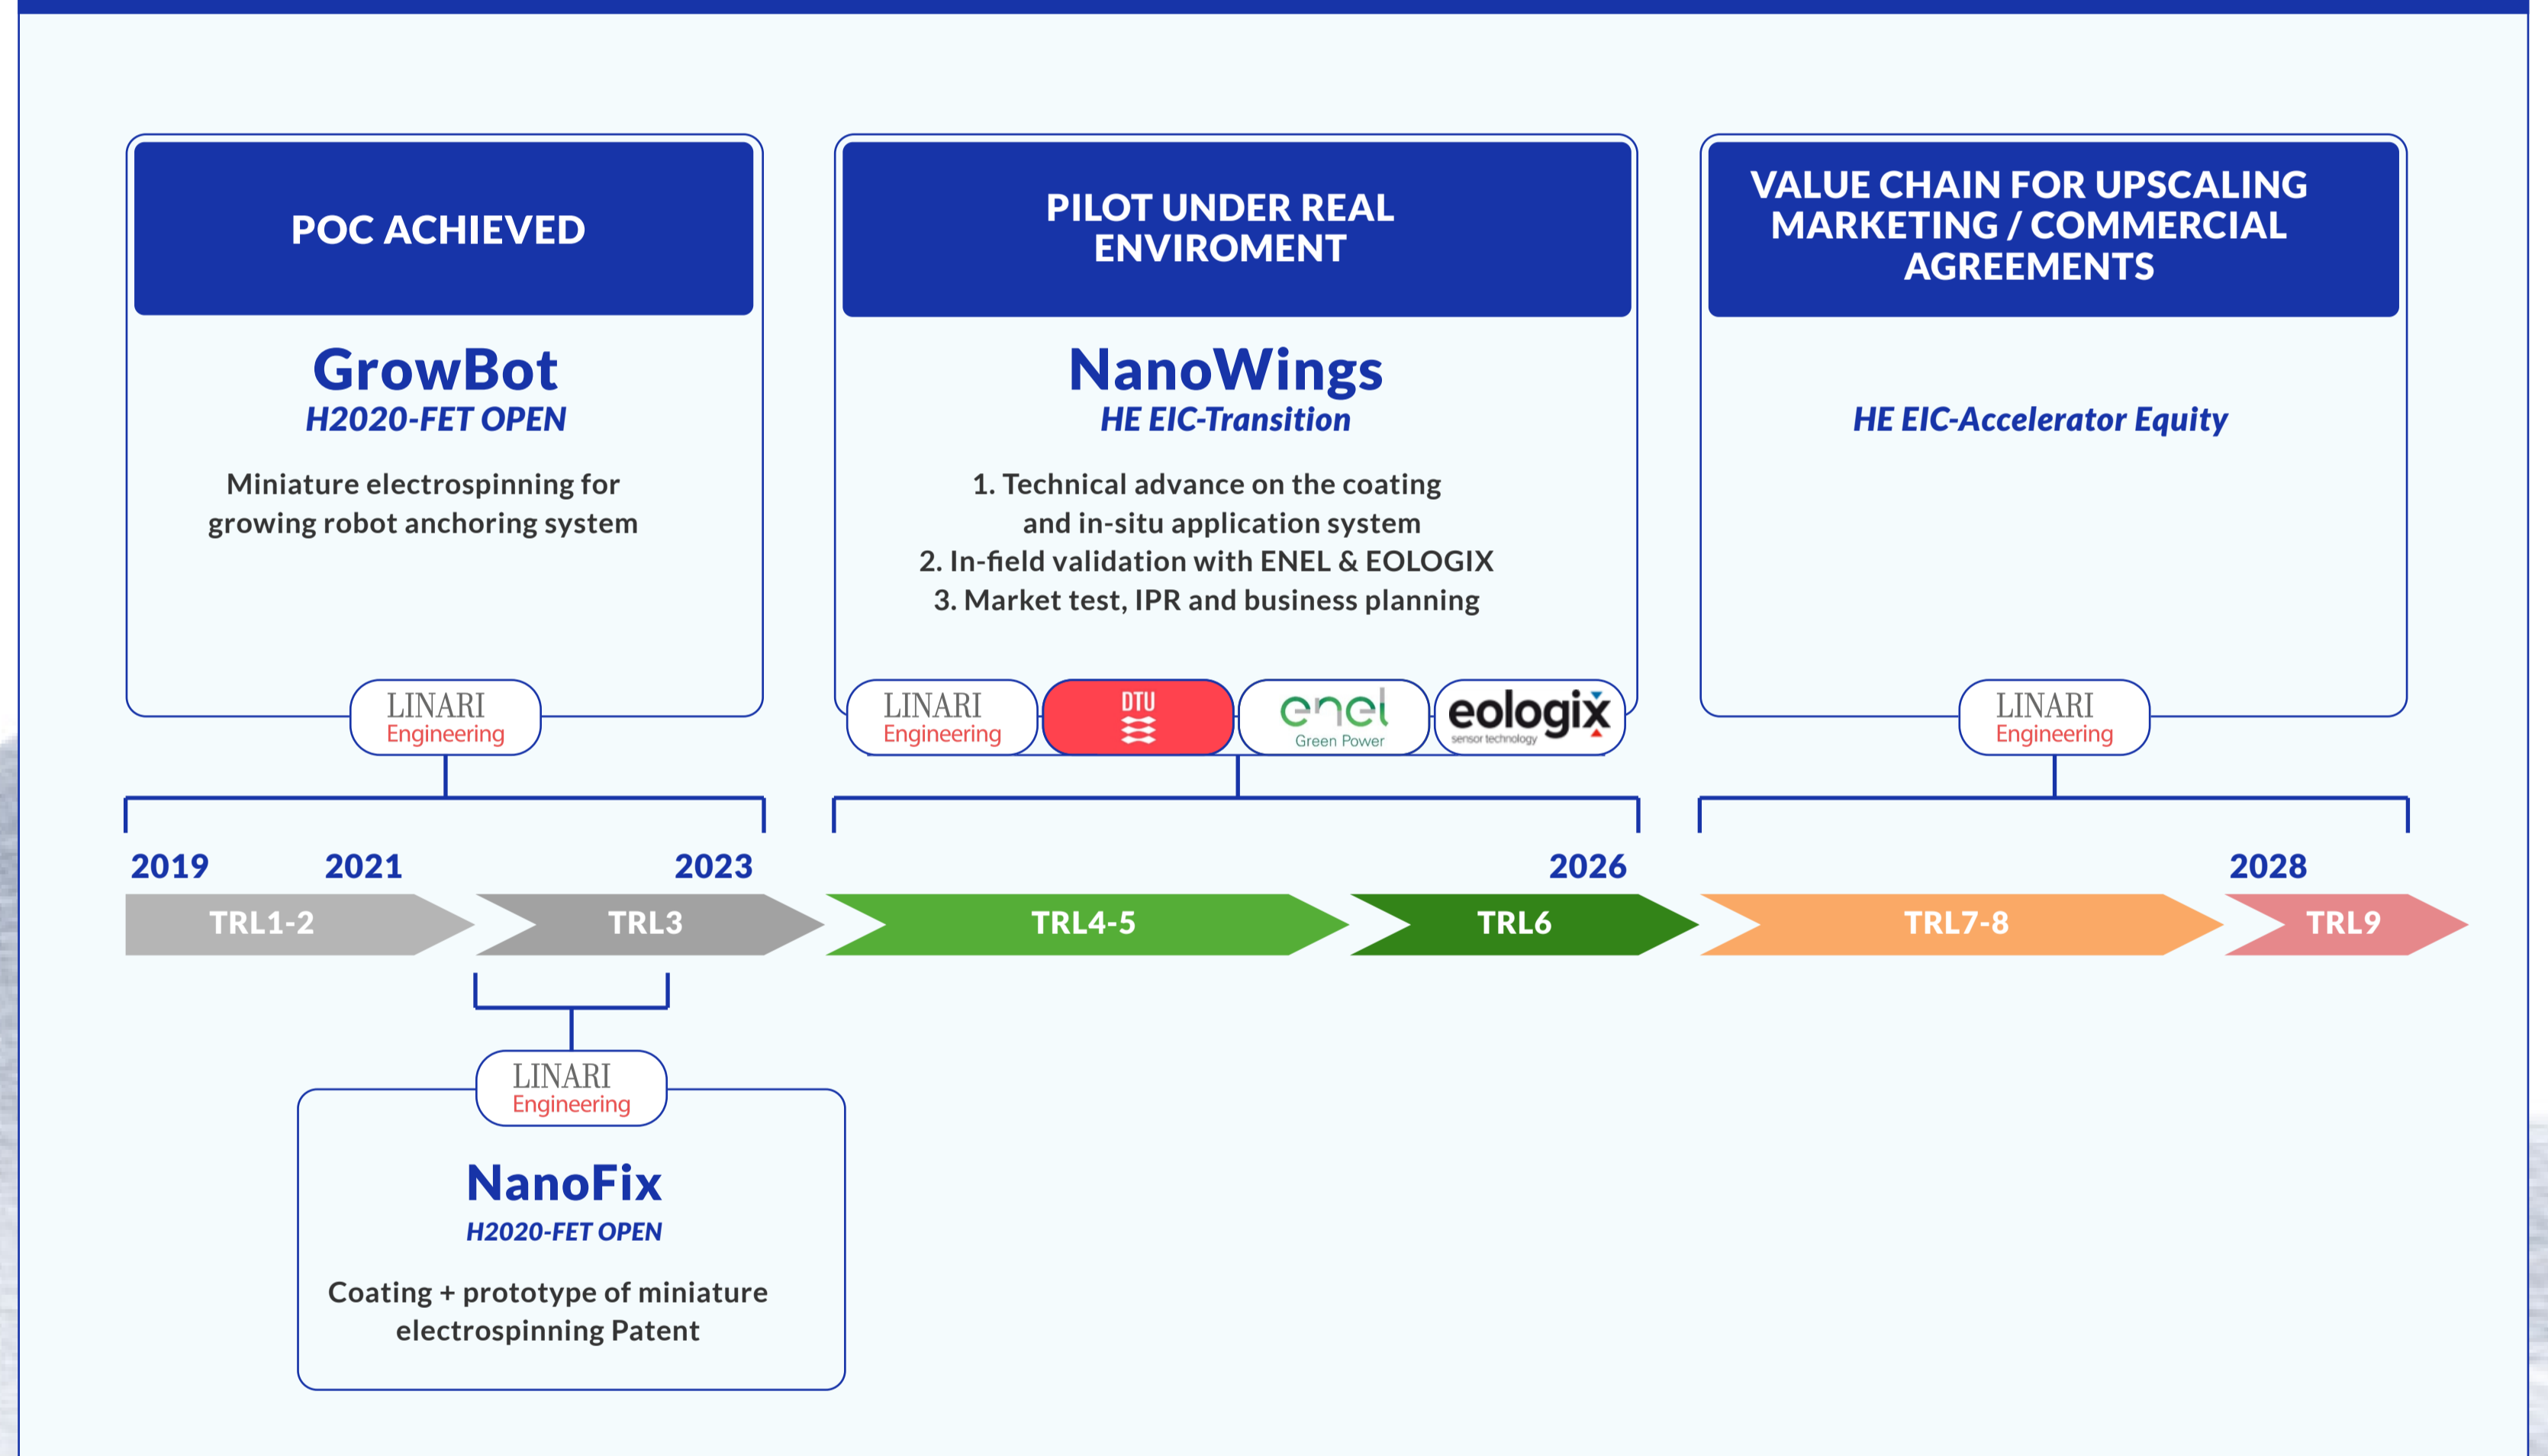 POC ACHIEVED
GrowBot
H2020-FET OPEN
Miniature electrospinning for
growing robot anchoring system
LINARI
Engineering
PILOT UNDER REAL
ENVIROMENT
NanoWings
HE EIC-Transition
1. Technical advance on the coating
and in-situ application system
2. In-field validation with ENEL & EOLOGIX
3. Market test, IPR and business planning
LINARI
Engineering
DTU
enel
Green Power
eologix
sensor technology
VALUE CHAIN FOR UPSCALING
MARKETING / COMMERCIAL
AGREEMENTS
HE EIC-Accelerator Equity
LINARI
Engineering
2019 2021 2023 2026 2028
TRL1-2 TRL3 TRL4-5 TRL6 TRL7-8 TRL9
LINARI
Engineering
NanoFix
H2020-FET OPEN
Coating + prototype of miniature
electrospinning Patent